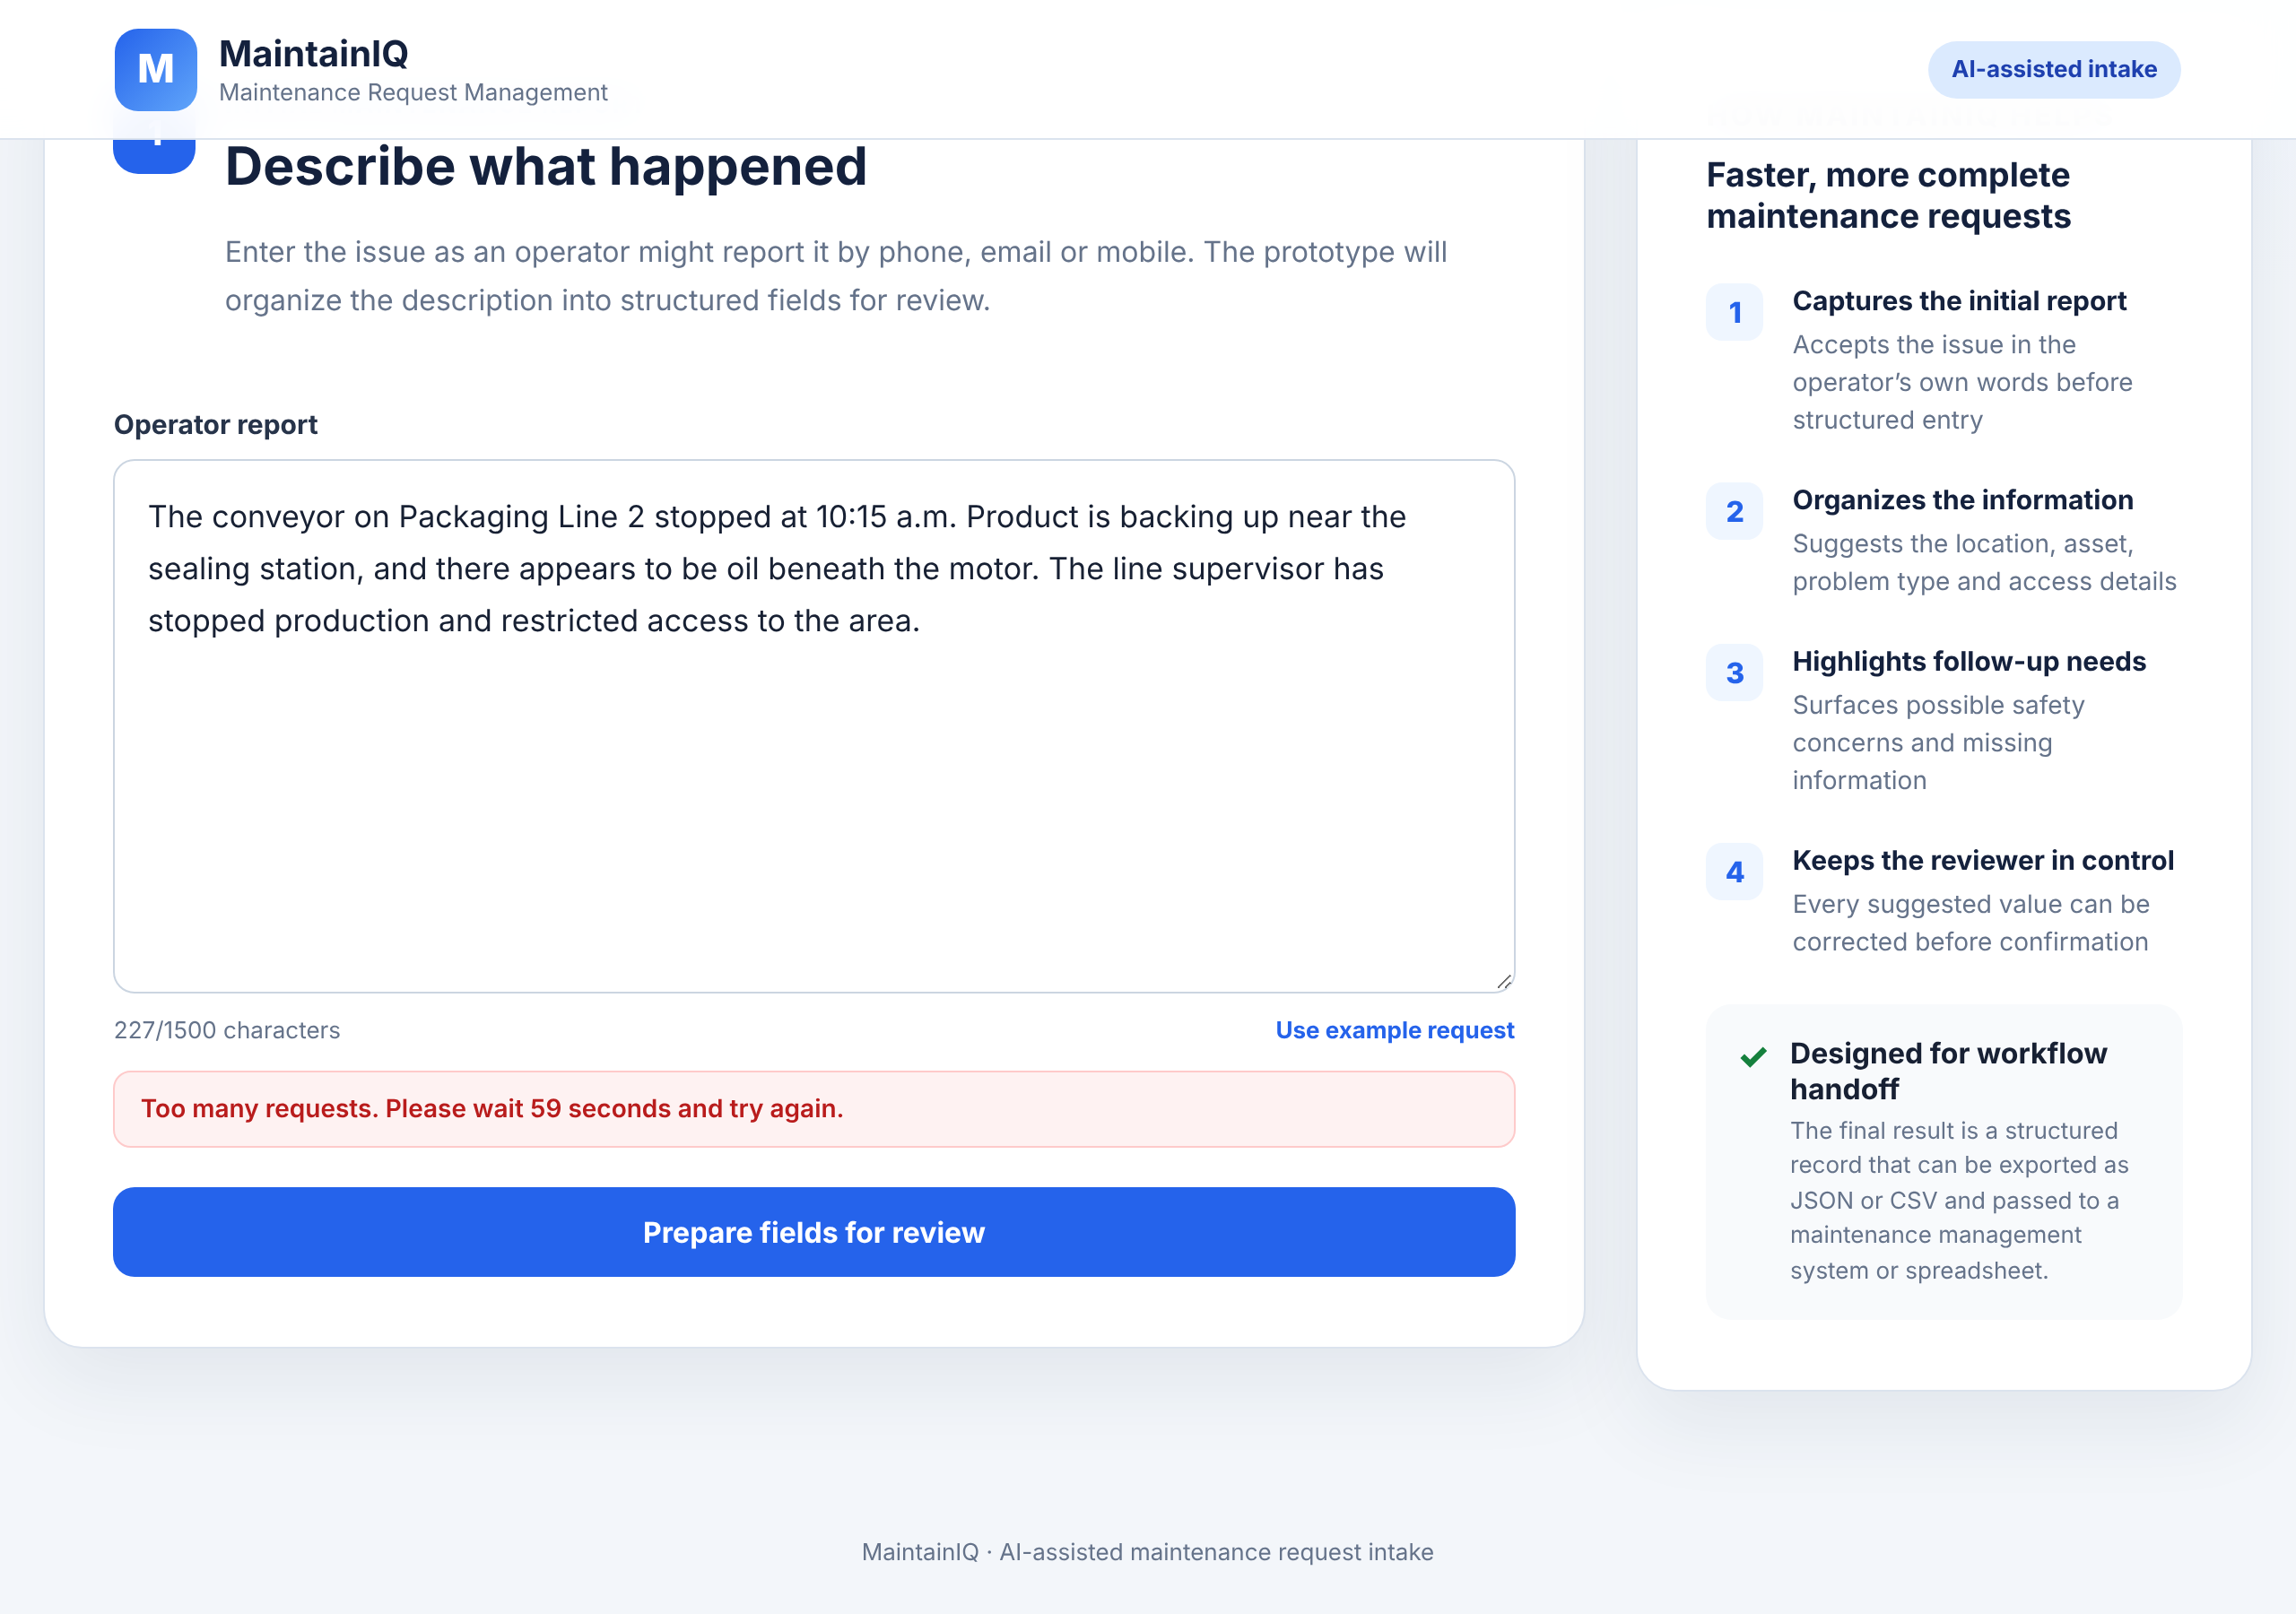 M
MaintainIQ
Maintenance Request Management
AI-assisted intake
Describe what happened
Enter the issue as an operator might report it by phone, email or mobile. The prototype will
organize the description into structured fields for review.
Operator report
The conveyor on Packaging Line 2 stopped at 10:15 a.m. Product is backing up near the
sealing station, and there appears to be oil beneath the motor. The line supervisor has
stopped production and restricted access to the area.
227/1500 characters
Use example request
Too many requests. Please wait 59 seconds and try again.
Prepare fields for review
Faster, more complete
maintenance requests
1
Captures the initial report
Accepts the issue in the
operator’s own words before
structured entry
2
Organizes the information
Suggests the location, asset,
problem type and access details
3
Highlights follow-up needs
Surfaces possible safety
concerns and missing
information
4
Keeps the reviewer in control
Every suggested value can be
corrected before confirmation
Designed for workflow
handoff
The final result is a structured
record that can be exported as
JSON or CSV and passed to a
maintenance management
system or spreadsheet.
MaintainIQ · AI-assisted maintenance request intake